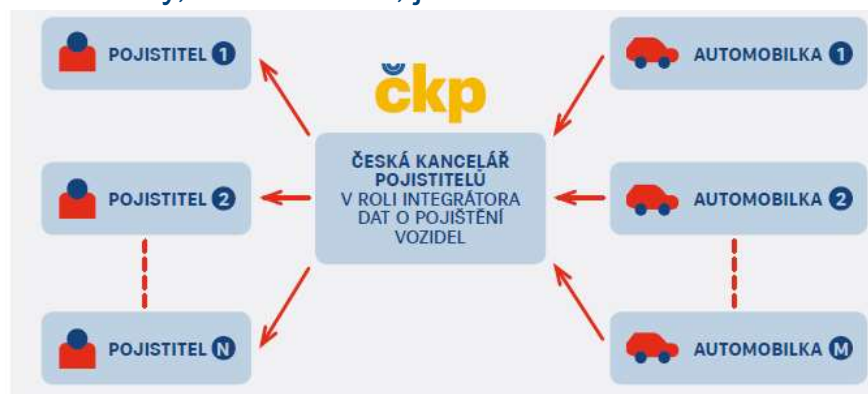 POJISTITEL 1
čkp
AUTOMOBILKA 1
ČESKÁ KANCELÁŘ
POJISTITELŮ
V ROLI INTEGRÁTORA
DAT O POJIŠTĚNÍ
VOZIDEL
POJISTITEL 2
AUTOMOBILKA 2
POJISTITEL N
AUTOMOBILKA M